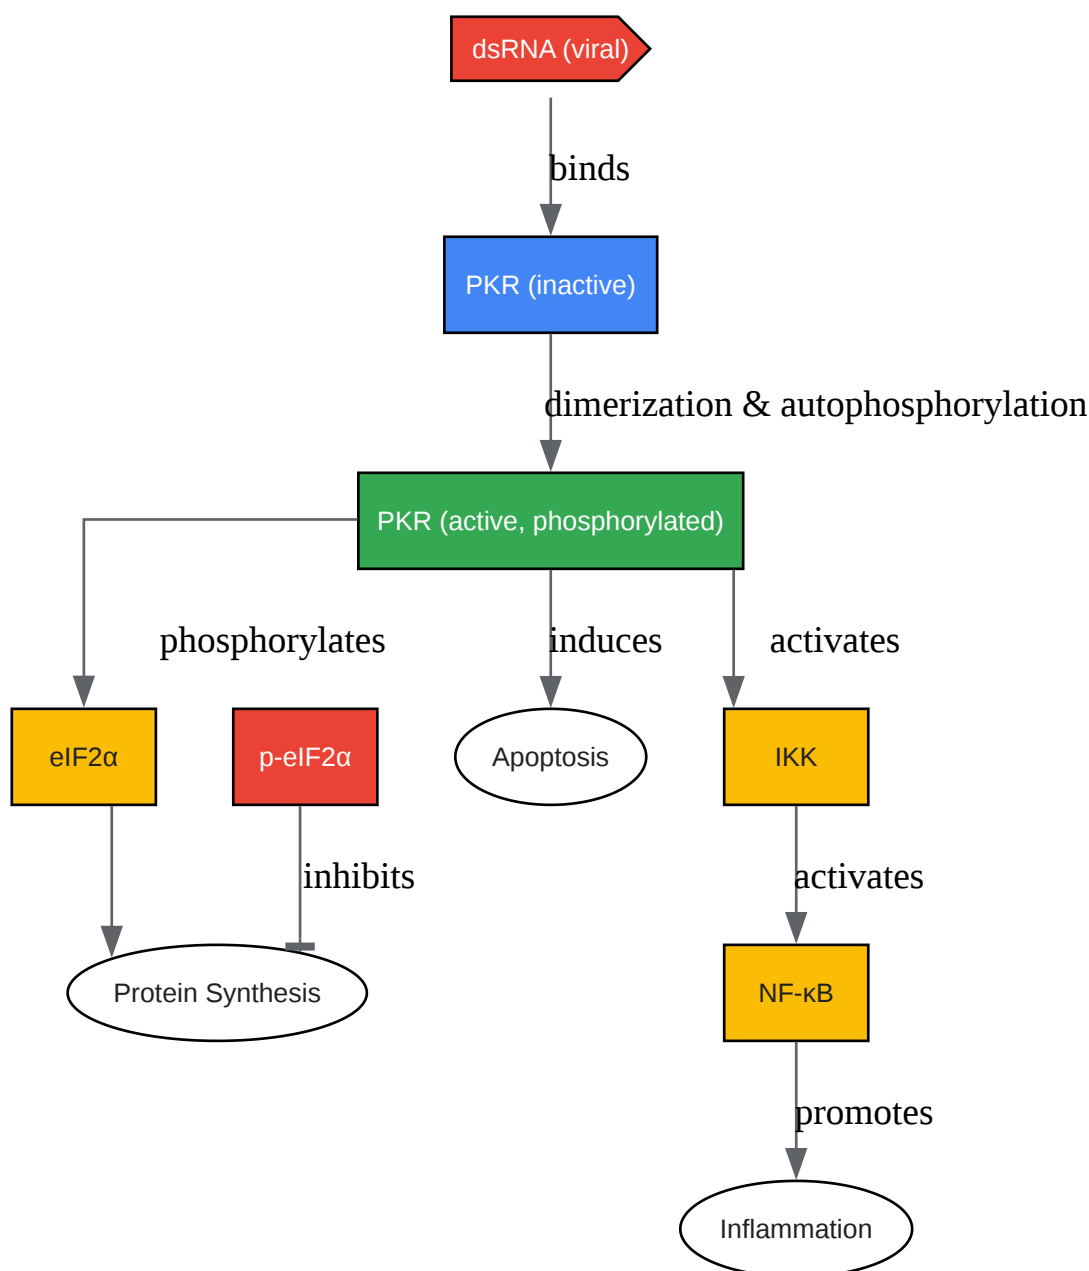 dsRNA (viral)
binds
PKR (inactive)
dimerization & autophosphorylation
PKR (active, phosphorylated)
phosphorylates
induces
activates
eIF2α
p-eIF2α
Apoptosis
IKK
inhibits
activates
Protein Synthesis
NF-κB
promotes
Inflammation